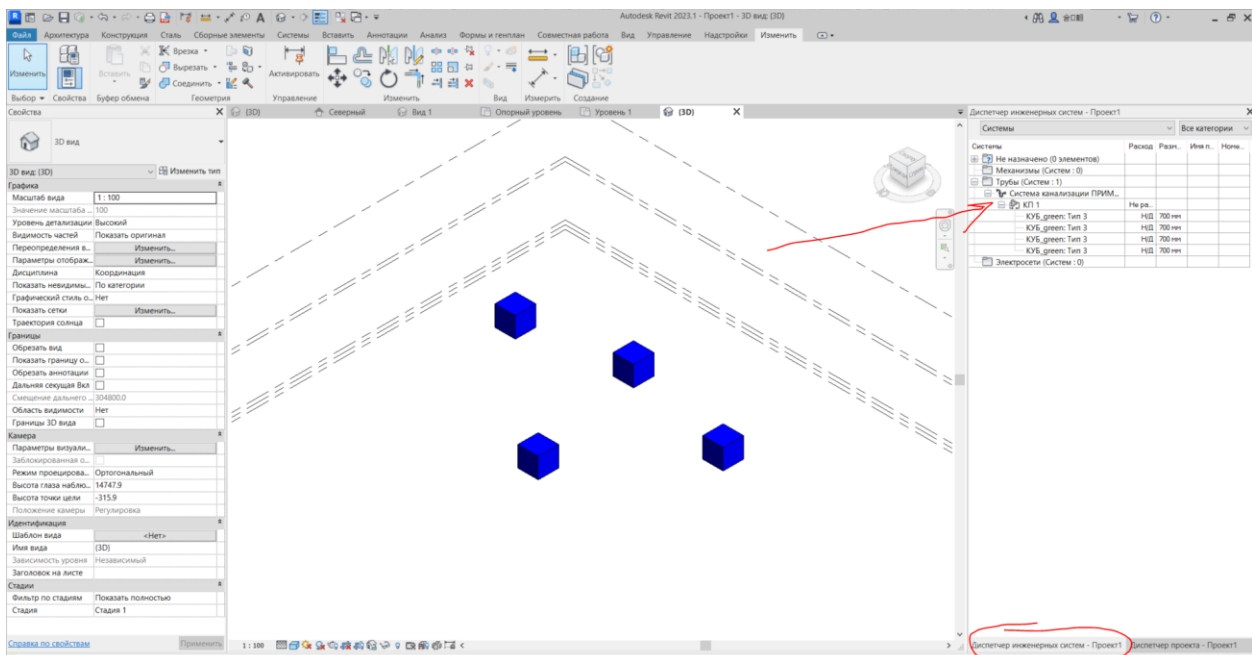 Autodesk Revit 2023.1 - Проект1 - 3D вид: {3D}
Файл Архитектура Конструкция Сталь Сборные элементы Системы Вставить Аннотации Анализ Формы и генплан Совместная работа Вид Управление Надстройки Изменить
Изменить Вставить Врезка Активировать
Вырезать
Соединить
Выбор Свойства Буфер обмена Геометрия Управление Изменить Вид Измерить Создание
Свойства
{3D} Северный Вид 1 Опорный уровень Уровень 1 {3D}
3D вид
3D вид: {3D} Изменить тип
Графика
Масштаб вида 1 : 100
Значение масштаба ... 100
Уровень детализации Высокий
Видимость частей Показать оригинал
Переопределения в... Изменить...
Параметры отображ... Изменить...
Дисциплина Координация
Показать невидимы... По категории
Графический стиль о... Нет
Показать сетки Изменить...
Траектория солнца
Границы
Обрезать вид
Показать границу о...
Обрезать аннотации
Дальняя секущая Вкл
Смещение дальнего ... 304800.0
Область видимости Нет
Границы 3D вида
Камера
Параметры визуали... Изменить...
Заблокированная о...
Режим проецирова... Ортогональный
Высота глаза наблю... 14747.9
Высота точки цели -315.9
Положение камеры Регулировка
Идентификация
Шаблон вида <Нет>
Имя вида {3D}
Зависимость уровня Независимый
Заголовок на листе
Стадии
Фильтр по стадиям Показать полностью
Стадия Стадия 1
Справка по свойствам Применить
1 : 100
Диспетчер инженерных систем - Проект1
Системы Все категории
Системы Расход Разм... Имя п... Номе...
Не назначено (0 элементов)
Механизмы (Систем : 0)
Трубы (Систем : 1)
Система канализации ПРИМ...
КП 1 Не ра...
КУБ_green: Тип 3 Н/Д 700 мм
КУБ_green: Тип 3 Н/Д 700 мм
КУБ_green: Тип 3 Н/Д 700 мм
КУБ_green: Тип 3 Н/Д 700 мм
Электросети (Систем : 0)
Диспетчер инженерных систем - Проект1 Диспетчер проекта - Проект1